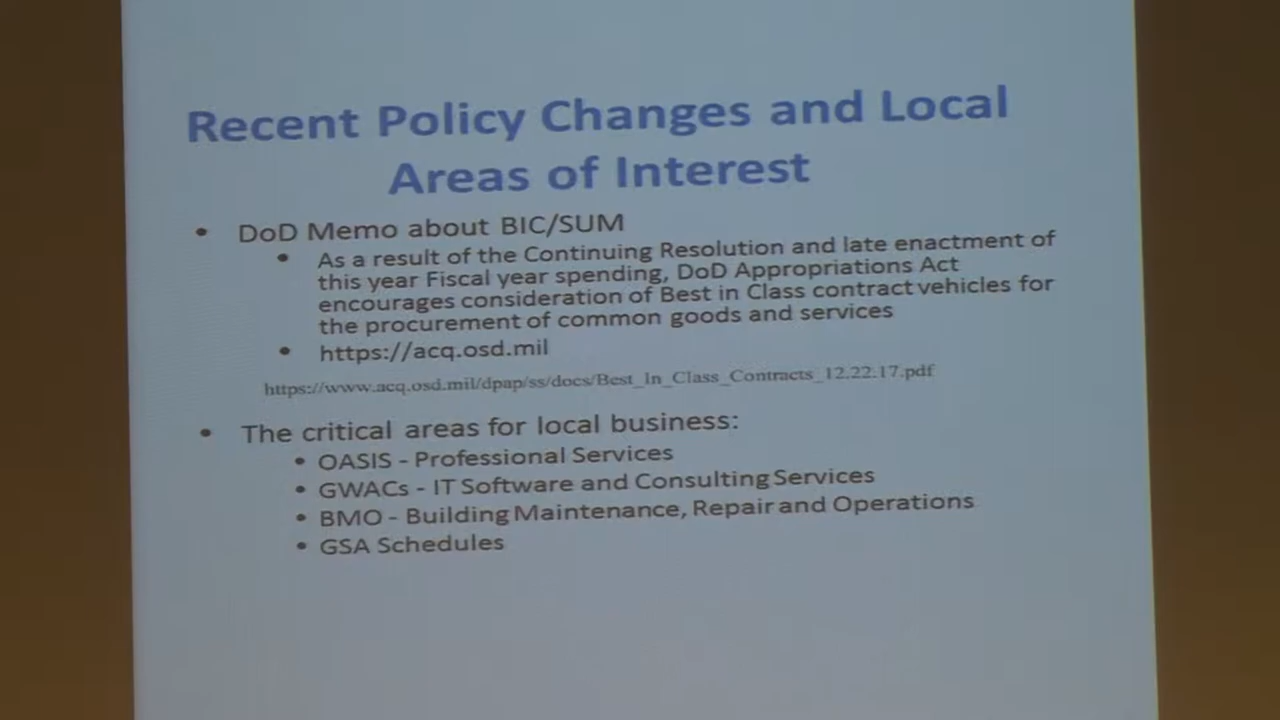 Recent Policy Changes and Local
Areas of Interest
• DoD Memo about BIC/SUM
• As a result of the Continuing Resolution and late enactment of
this year Fiscal year spending, DoD Appropriations Act
encourages consideration of Best in Class contract vehicles for
the procurement of common goods and services
• https://acq.osd.mil
https://www.acq.osd.mil/dpap/ss/docs/Best_In_Class_Contracts_12.22.17.pdf
• The critical areas for local business:
• OASIS - Professional Services
• GWACs - IT Software and Consulting Services
• BMO - Building Maintenance, Repair and Operations
• GSA Schedules